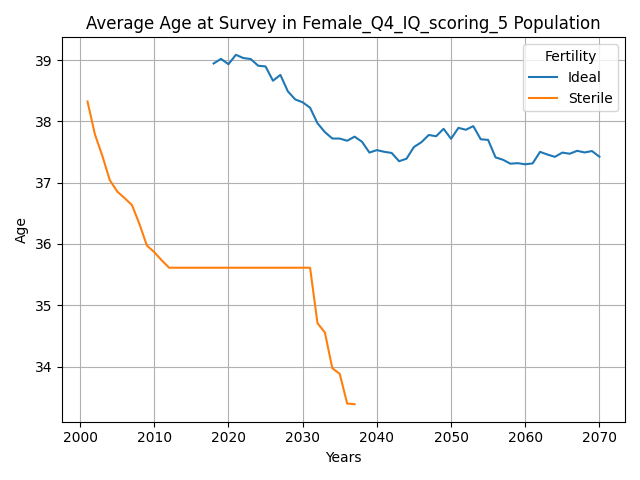 Average Age at Survey in Female_Q4_IQ_scoring_5 Population
Fertility
Ideal
Sterile
Age
39
38
37
36
35
34
2000 2010 2020 2030 2040 2050 2060 2070
Years